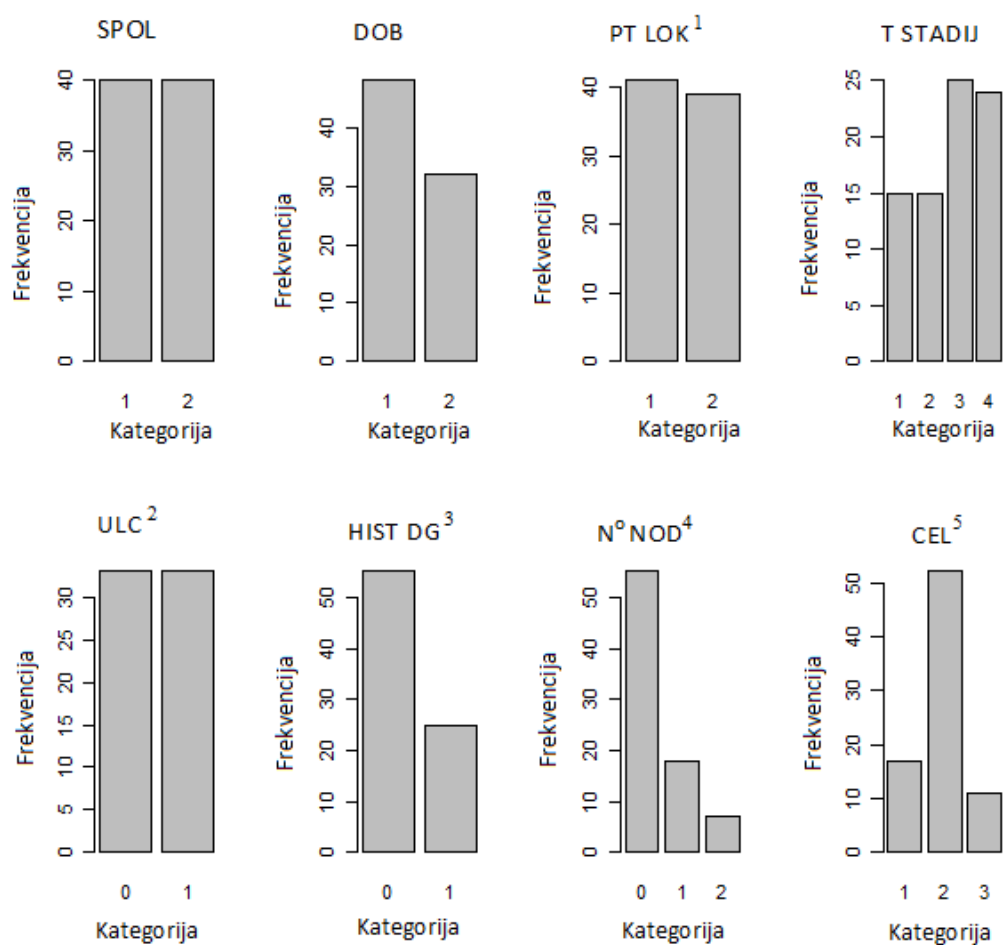 SPOL
40
30
20
10
0
Frekvencija
1 2
Kategorija
DOB
40
30
20
10
0
Frekvencija
1 2
Kategorija
PT LOK¹
40
30
20
10
0
Frekvencija
1 2
Kategorija
T STADIJ
25
20
15
10
5
0
Frekvencija
1 2 3 4
Kategorija
ULC²
30
25
20
15
10
5
0
Frekvencija
0 1
Kategorija
HIST DG³
50
40
30
20
10
0
Frekvencija
0 1
Kategorija
N° NOD⁴
50
40
30
20
10
0
Frekvencija
0 1 2
Kategorija
CEL⁵
50
40
30
20
10
0
Frekvencija
1 2 3
Kategorija